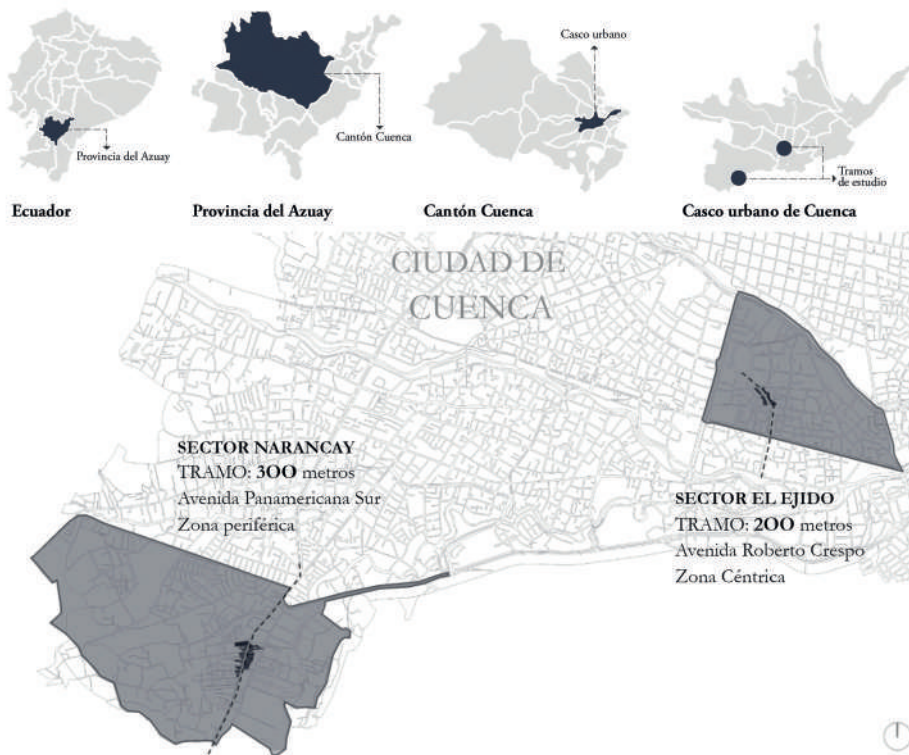 Casco urbano
Provincia del Azuay
Cantón Cuenca
Tramos
de estudio
Ecuador
Provincia del Azuay
Cantón Cuenca
Casco urbano de Cuenca
CIUDAD DE
CUENCA
SECTOR NARANCAY
TRAMO: 300 metros
Avenida Panamericana Sur
Zona periférica
SECTOR EL EJIDO
TRAMO: 200 metros
Avenida Roberto Crespo
Zona Céntrica